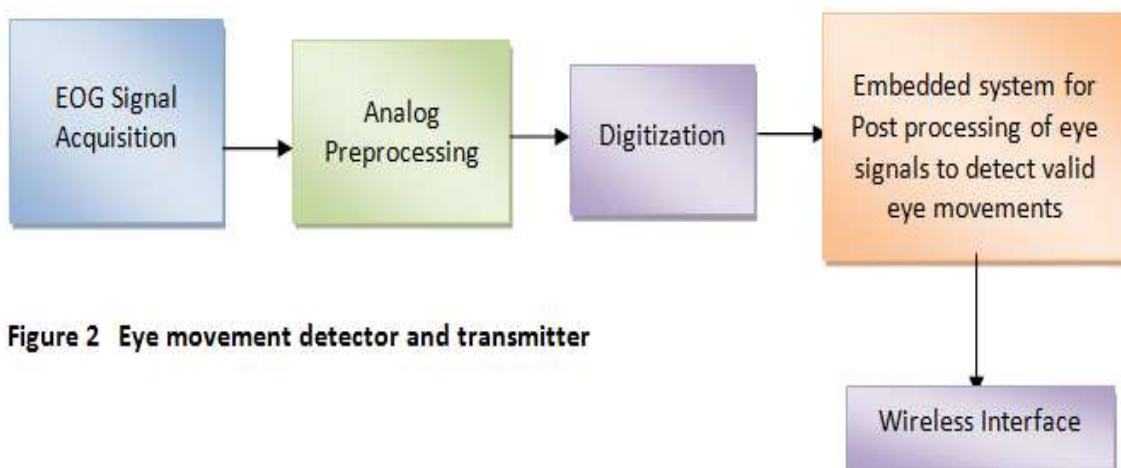 EOG Signal
Acquisition
Analog
Preprocessing
Digitization
Embedded system for
Post processing of eye
signals to detect valid
eye movements
Figure 2 Eye movement detector and transmitter
Wireless Interface